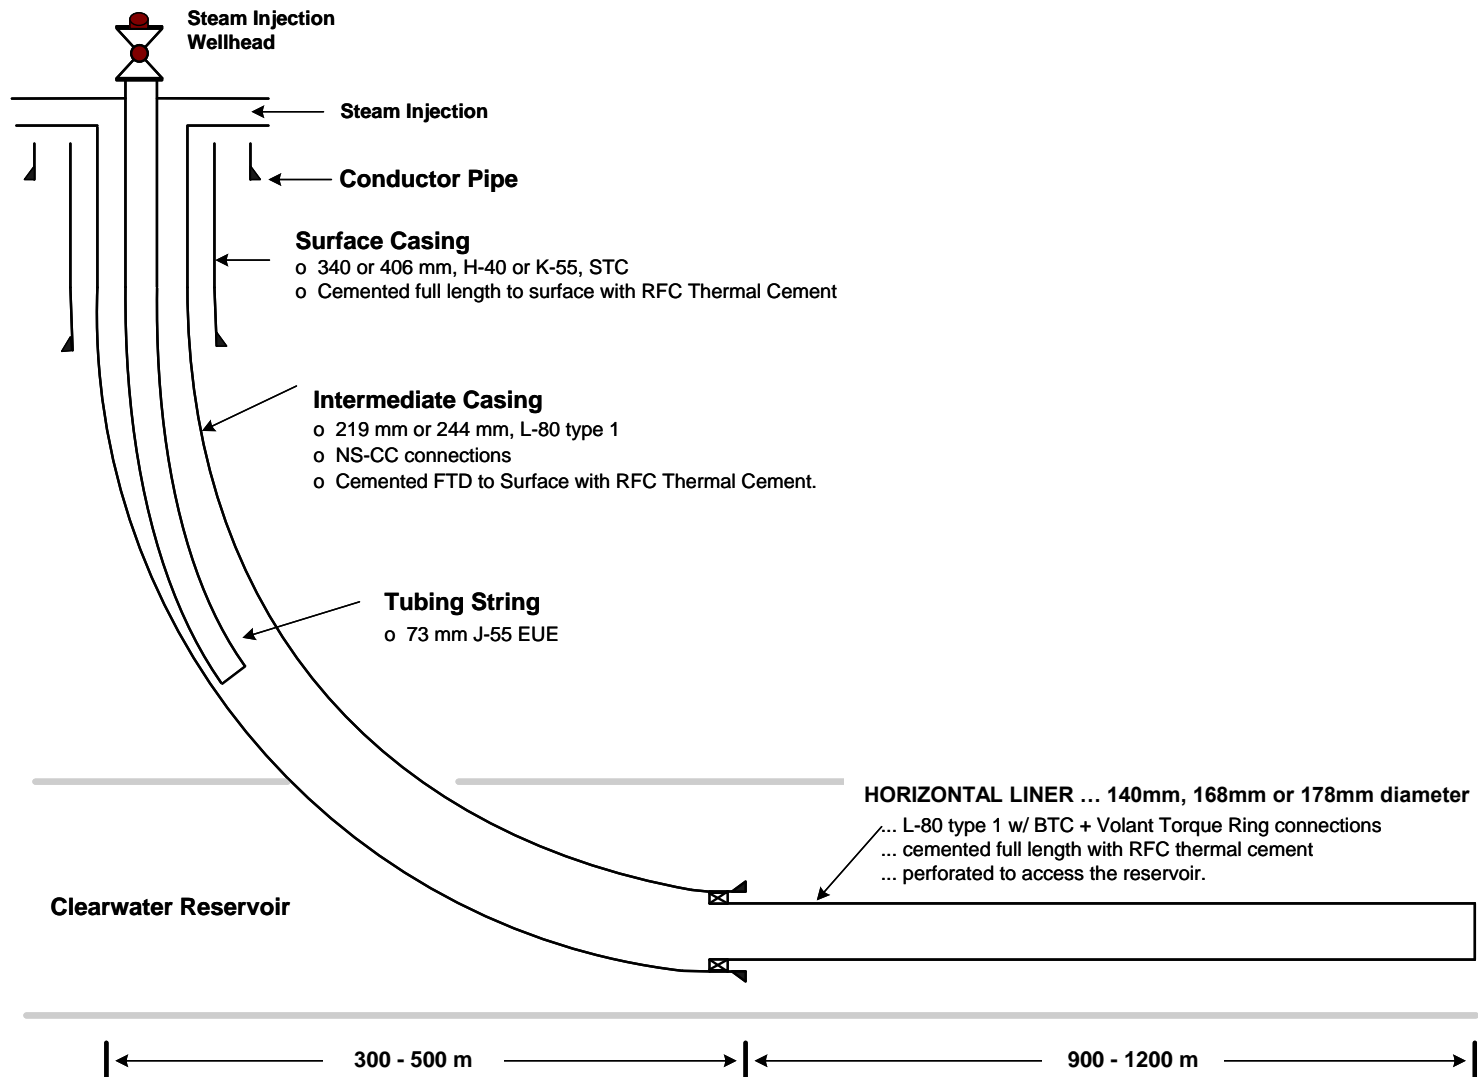 Steam Injection
Wellhead
Steam Injection
Conductor Pipe
Surface Casing
o 340 or 406 mm, H-40 or K-55, STC
o Cemented full length to surface with RFC Thermal Cement
Intermediate Casing
o 219 mm or 244 mm, L-80 type 1
o NS-CC connections
o Cemented FTD to Surface with RFC Thermal Cement.
Tubing String
o 73 mm J-55 EUE
HORIZONTAL LINER ... 140mm, 168mm or 178mm diameter
... L-80 type 1 w/ BTC + Volant Torque Ring connections
... cemented full length with RFC thermal cement
... perforated to access the reservoir.
Clearwater Reservoir
300 - 500 m
900 - 1200 m